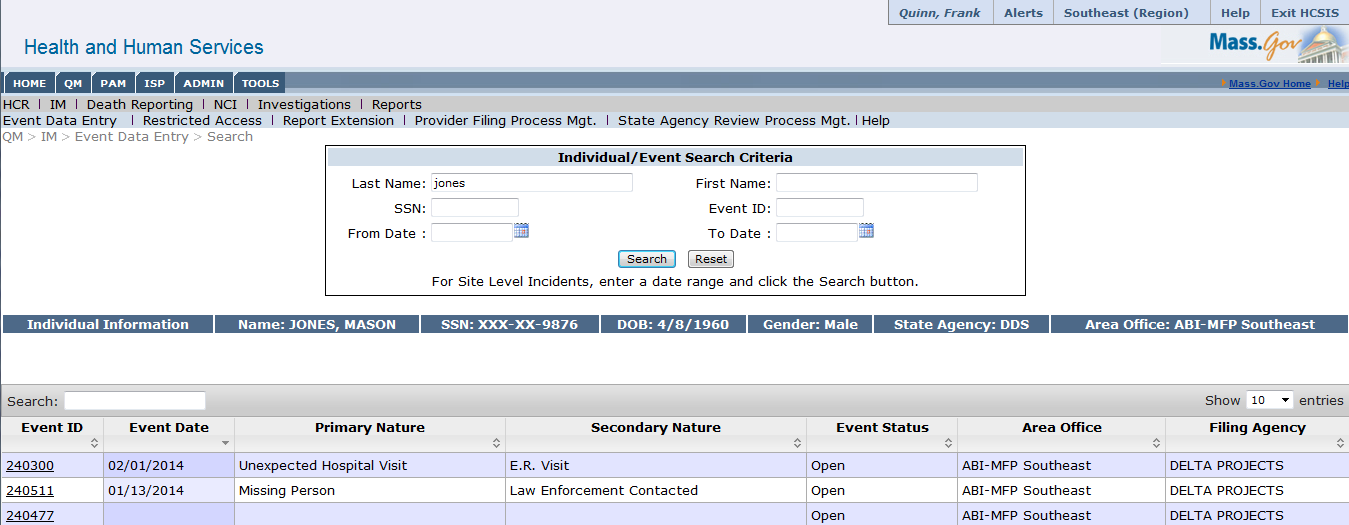 Quinn, Frank Alerts Southeast (Region) Help Exit HCSIS
Health and Human Services
Mass.Gov
HOME QM PAM ISP ADMIN TOOLS
Mass.Gov Home Help
HCR | IM | Death Reporting | NCI | Investigations | Reports
Event Data Entry | Restricted Access | Report Extension | Provider Filing Process Mgt. | State Agency Review Process Mgt. | Help
QM > IM > Event Data Entry > Search
Individual/Event Search Criteria
Last Name: jones First Name:
SSN: Event ID:
From Date : To Date :
Search Reset
For Site Level Incidents, enter a date range and click the Search button.
Individual Information Name: JONES, MASON SSN: XXX-XX-9876 DOB: 4/8/1960 Gender: Male State Agency: DDS Area Office: ABI-MFP Southeast
Search: Show 10 entries
Event ID Event Date Primary Nature Secondary Nature Event Status Area Office Filing Agency
240300 02/01/2014 Unexpected Hospital Visit E.R. Visit Open ABI-MFP Southeast DELTA PROJECTS
240511 01/13/2014 Missing Person Law Enforcement Contacted Open ABI-MFP Southeast DELTA PROJECTS
240477 Open ABI-MFP Southeast DELTA PROJECTS